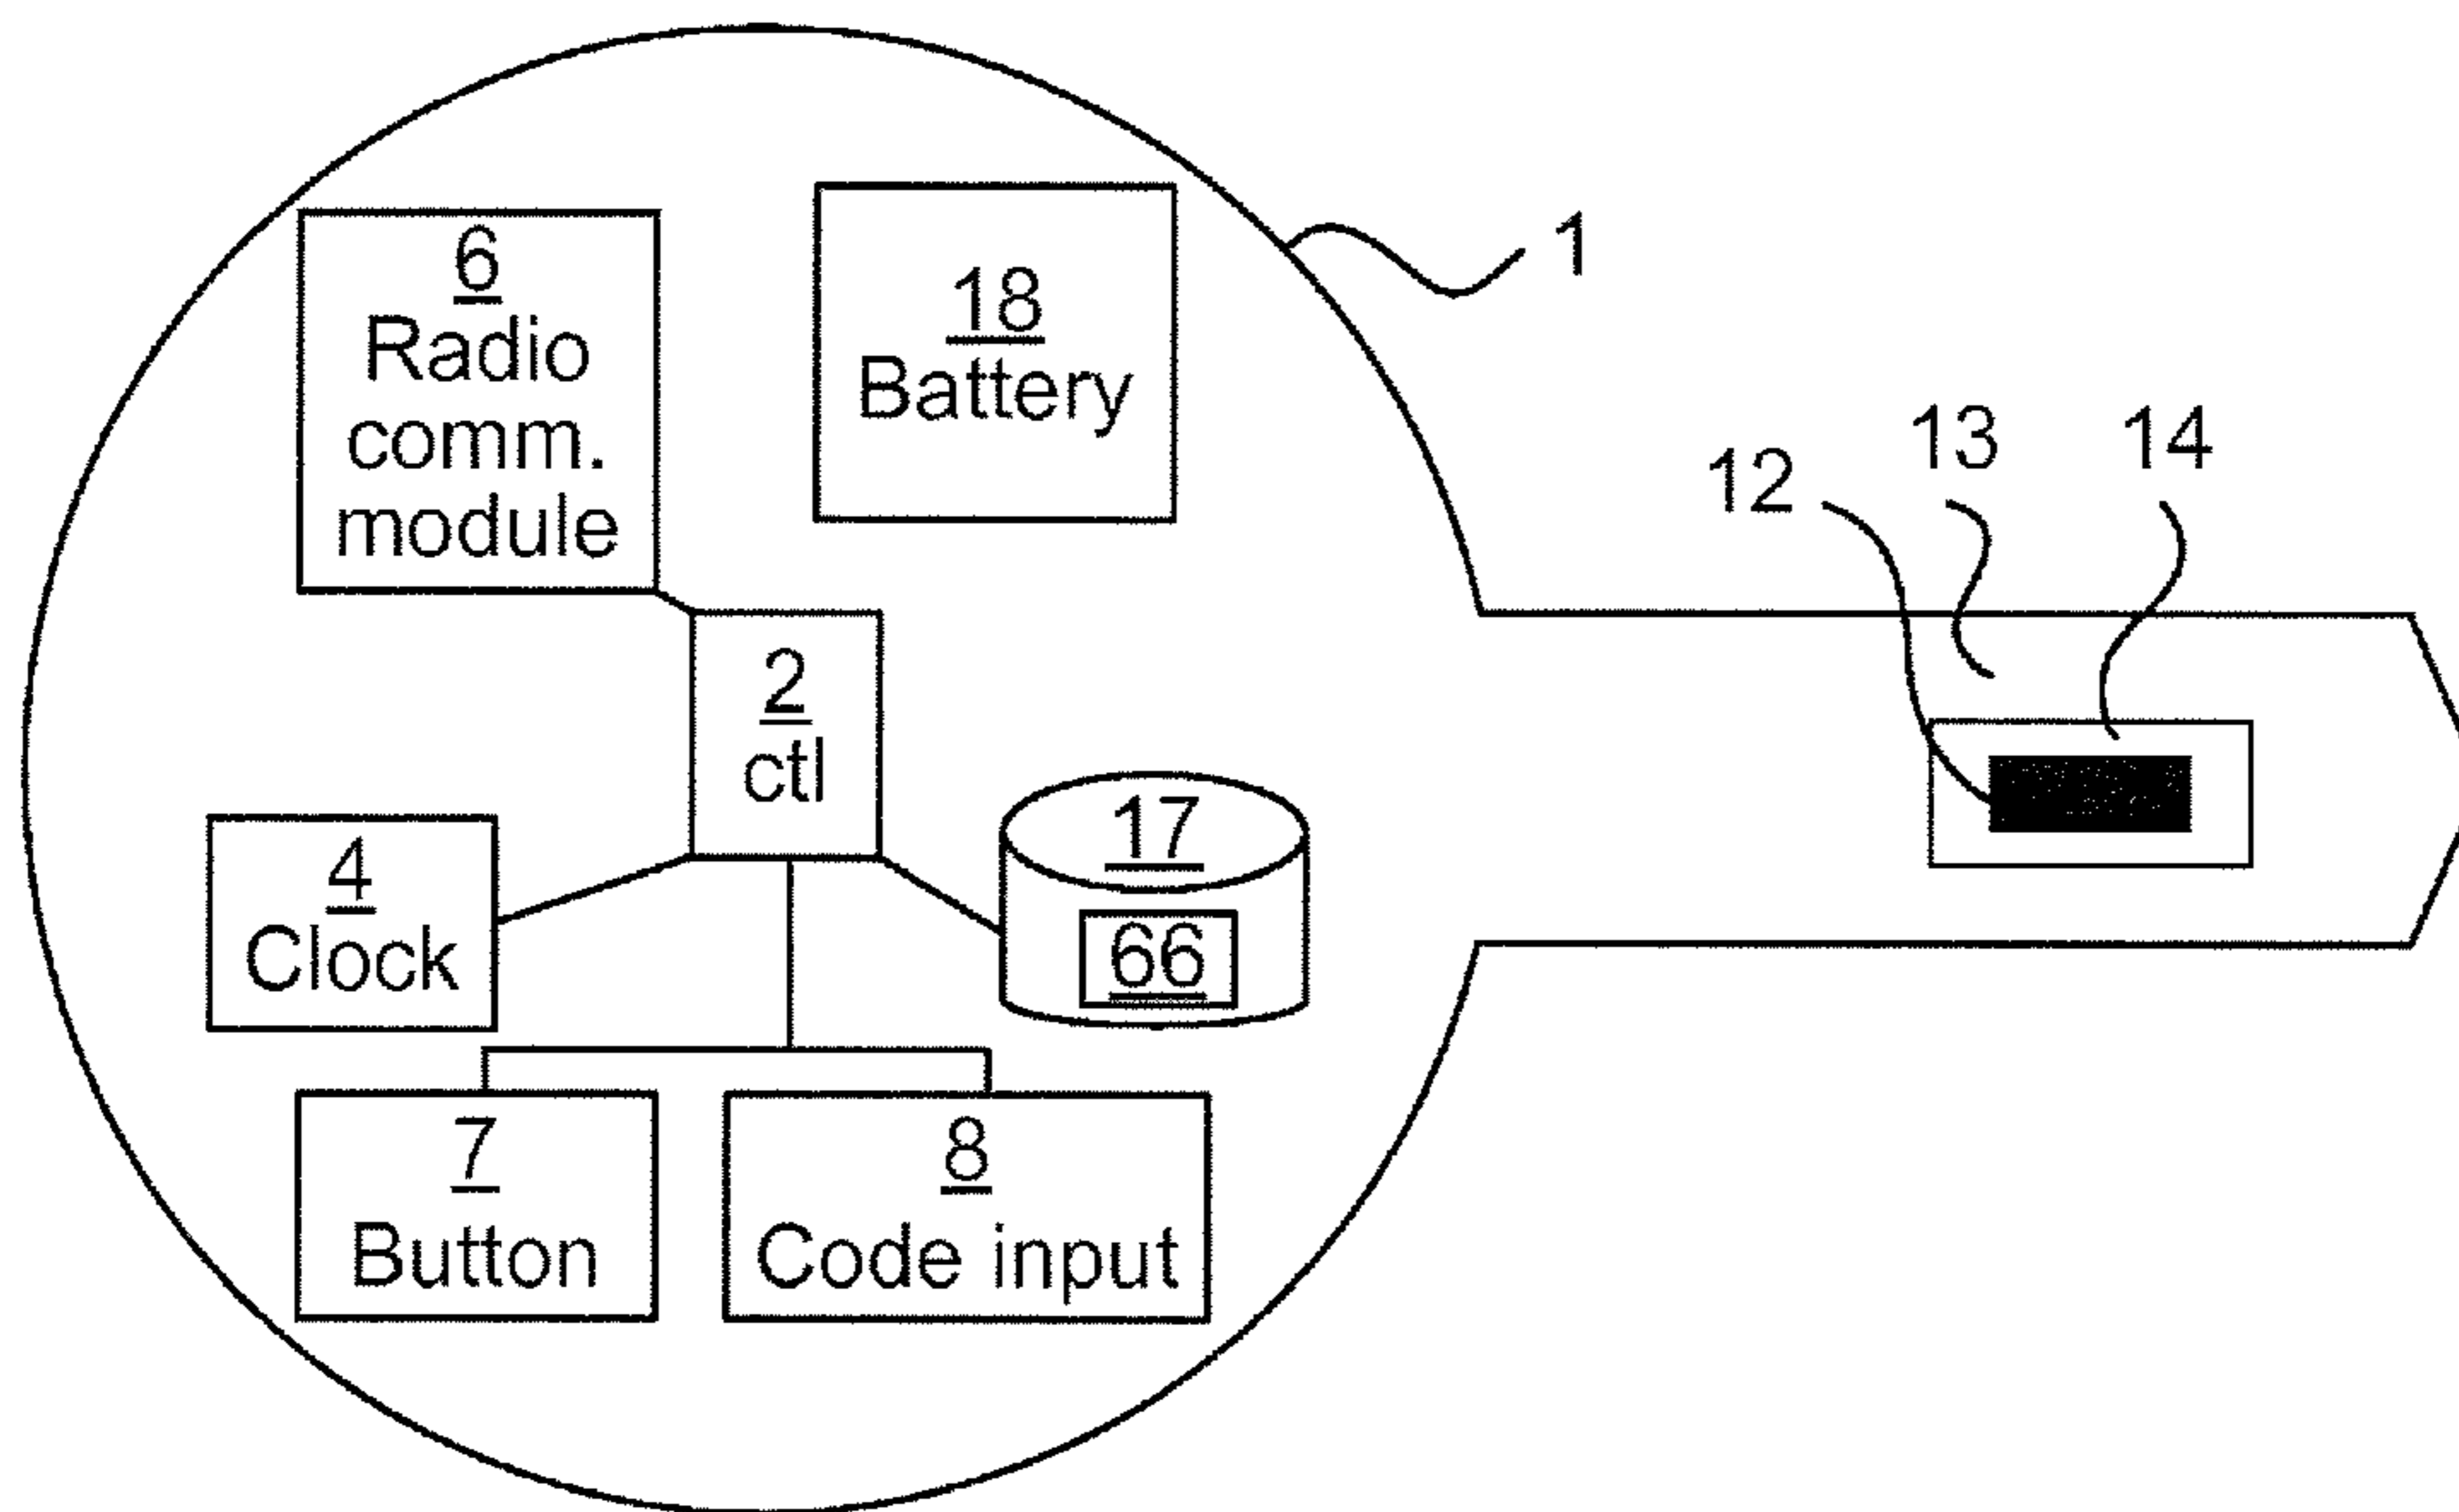 6
Radio
comm.
module
18
Battery
1
12
13
14
2
ctl
4
Clock
17
66
7
Button
8
Code input